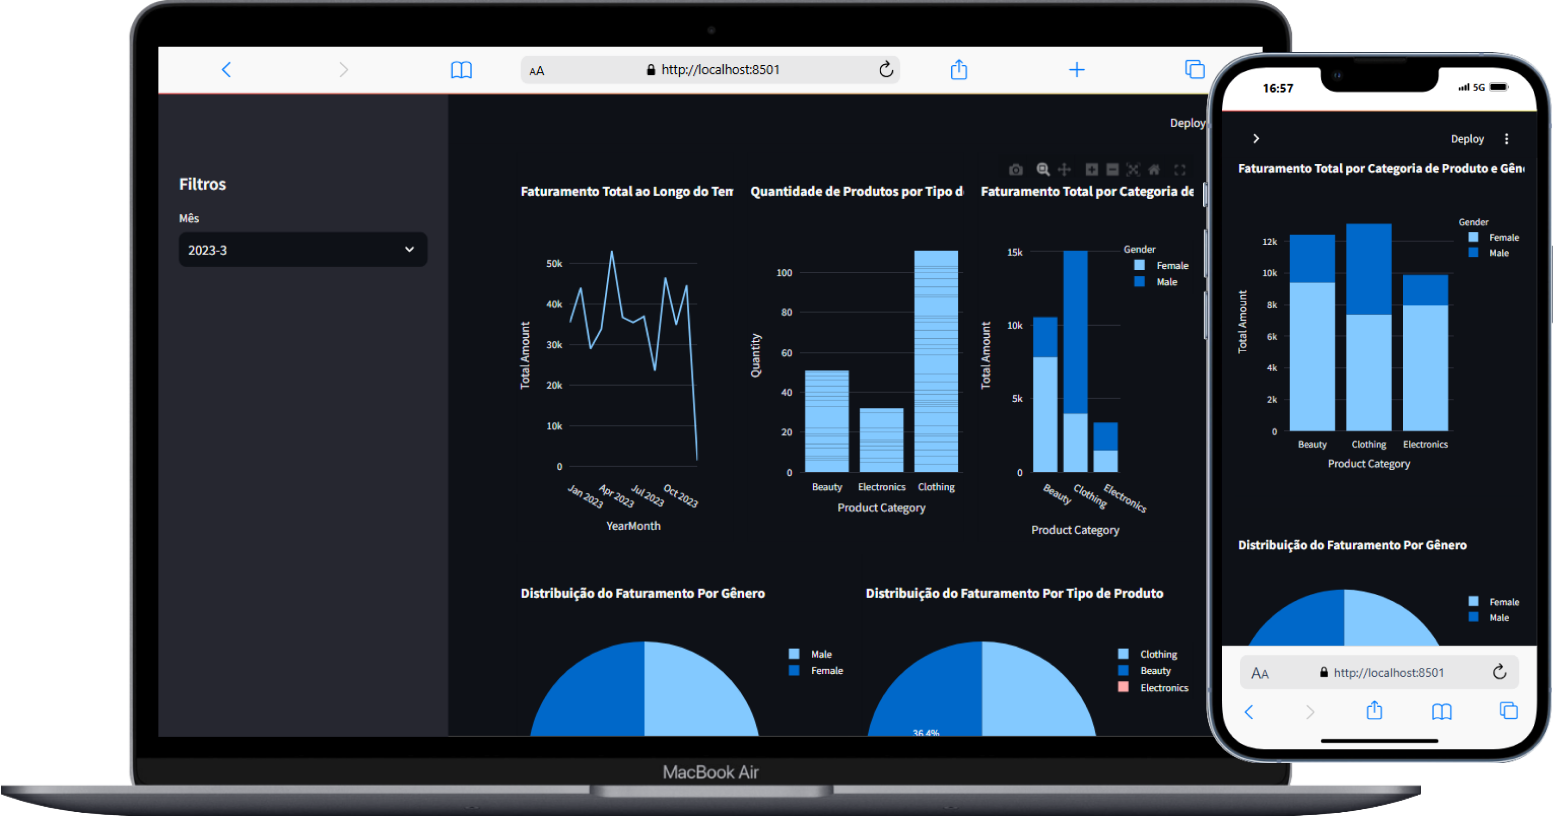 AA
http://localhost:8501
Deploy
Filtros
Mês
2023-3
Faturamento Total ao Longo do Tem
50k
40k
30k
20k
10k
0
Total Amount
Jan 2023
Apr 2023
Jul 2023
Oct 2023
YearMonth
Quantidade de Produtos por Tipo d
100
80
60
40
20
0
Quantity
Beauty
Electronics
Clothing
Product Category
Faturamento Total por Categoria de
15k
10k
5k
0
Total Amount
Gender
Female
Male
Beauty
Clothing
Electronics
Product Category
Distribuição do Faturamento Por Gênero
Male
Female
Distribuição do Faturamento Por Tipo de Produto
36.4%
Clothing
Beauty
Electronics
MacBook Air
16:57
5G
Deploy
Faturamento Total por Categoria de Produto e Gên
12k
10k
8k
6k
4k
2k
0
Total Amount
Gender
Female
Male
Beauty
Clothing
Electronics
Product Category
Distribuição do Faturamento Por Gênero
Female
Male
AA
http://localhost:8501